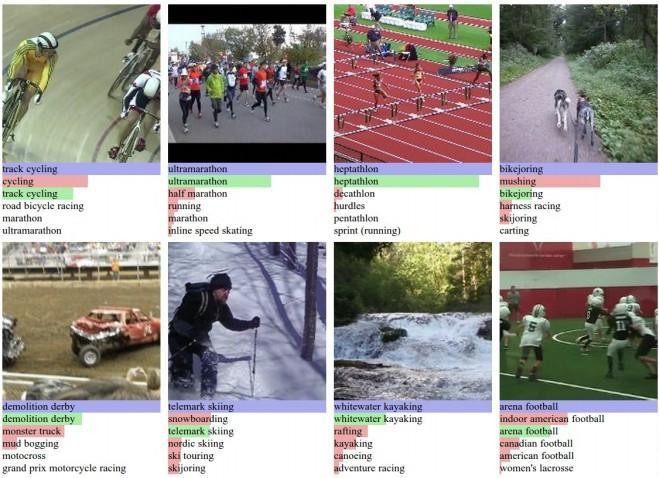 track cycling
cycling
track cycling
road bicycle racing
marathon
ultramarathon
ultramarathon
ultramarathon
half marathon
running
marathon
inline speed skating
heptathlon
heptathlon
decathlon
hurdles
pentathlon
sprint (running)
bikejoring
mushing
bikejoring
harness racing
skijoring
carting
demolition derby
demolition derby
monster truck
mud bogging
motocross
grand prix motorcycle racing
telemark skiing
snowboarding
telemark skiing
nordic skiing
ski touring
skijoring
whitewater kayaking
whitewater kayaking
rafting
kayaking
canoeing
adventure racing
arena football
indoor american football
arena football
canadian football
american football
women's lacrosse